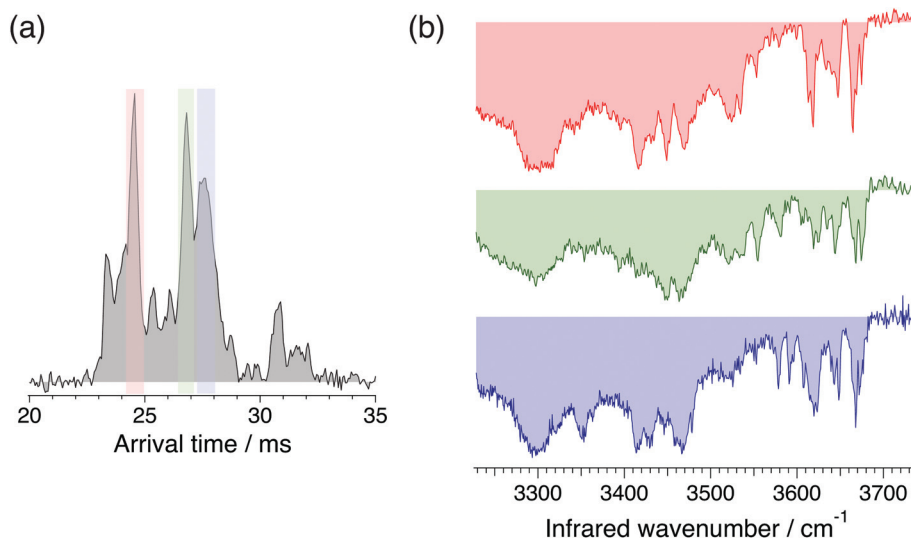 (a)
(b)
20 25 30 35
Arrival time / ms
3300 3400 3500 3600 3700
Infrared wavenumber / cm⁻¹